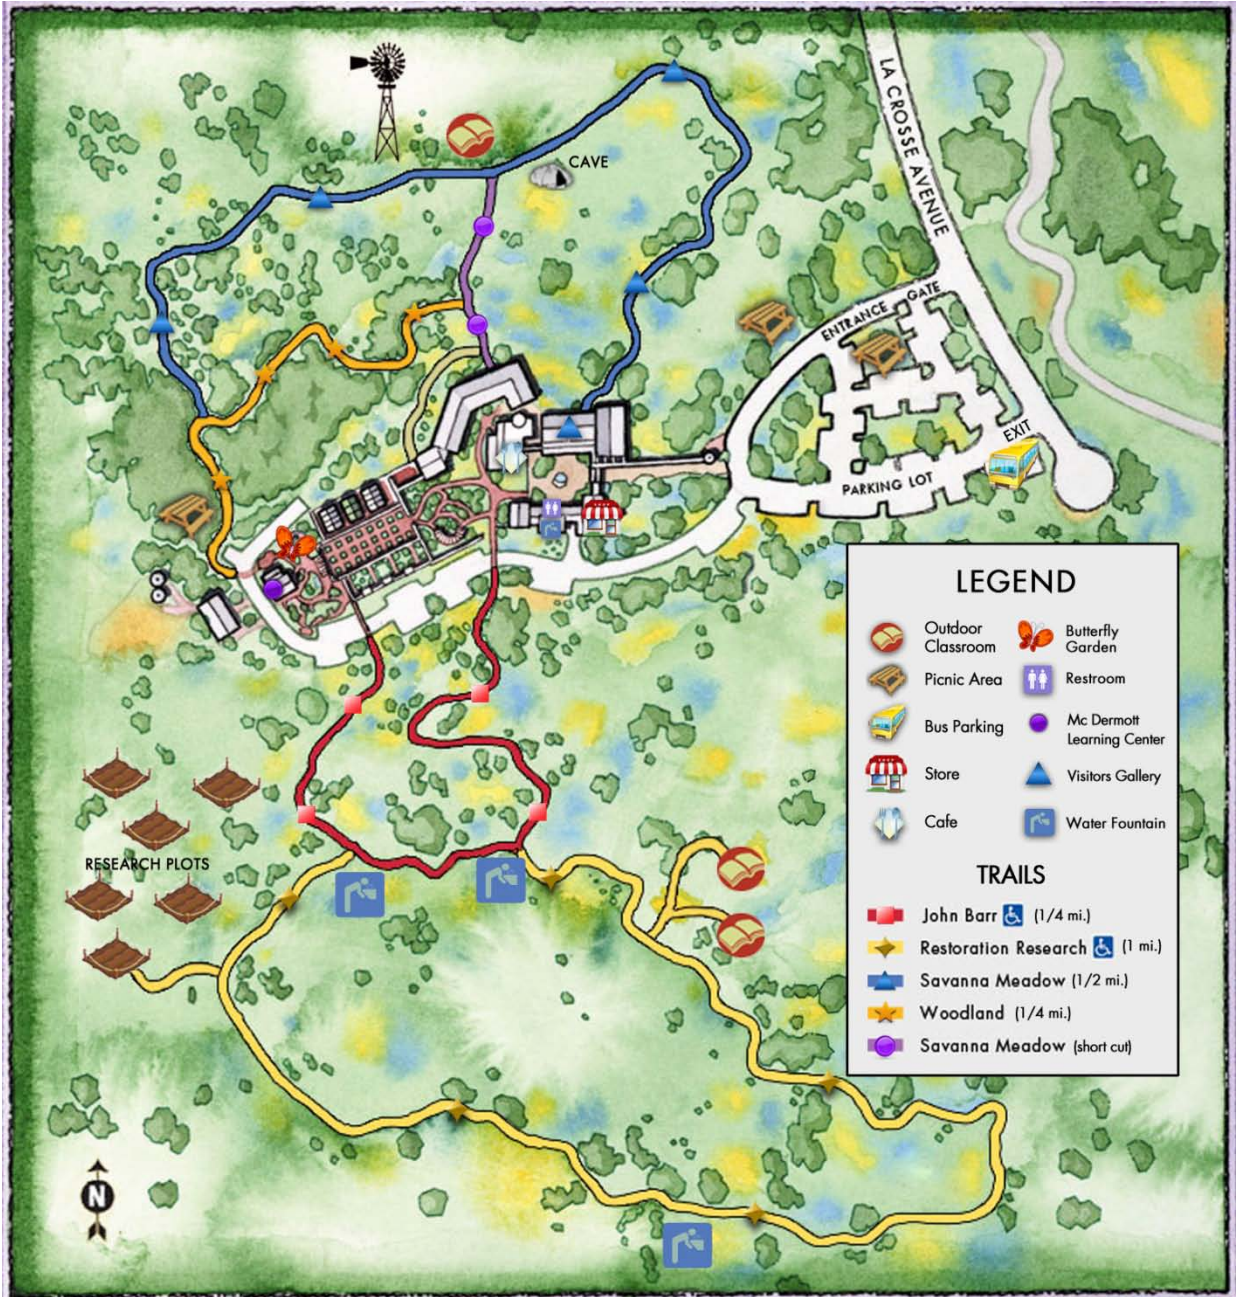 LA CROSSE AVENUE
CAVE
ENTRANCE GATE
EXIT
PARKING LOT
RESEARCH PLOTS
N
LEGEND
Outdoor
Classroom
Butterfly
Garden
Picnic Area
Restroom
Bus Parking
Mc Dermott
Learning Center
Store
Visitors Gallery
Cafe
Water Fountain
TRAILS
John Barr (1/4 mi.)
Restoration Research (1 mi.)
Savanna Meadow (1/2 mi.)
Woodland (1/4 mi.)
Savanna Meadow (short cut)